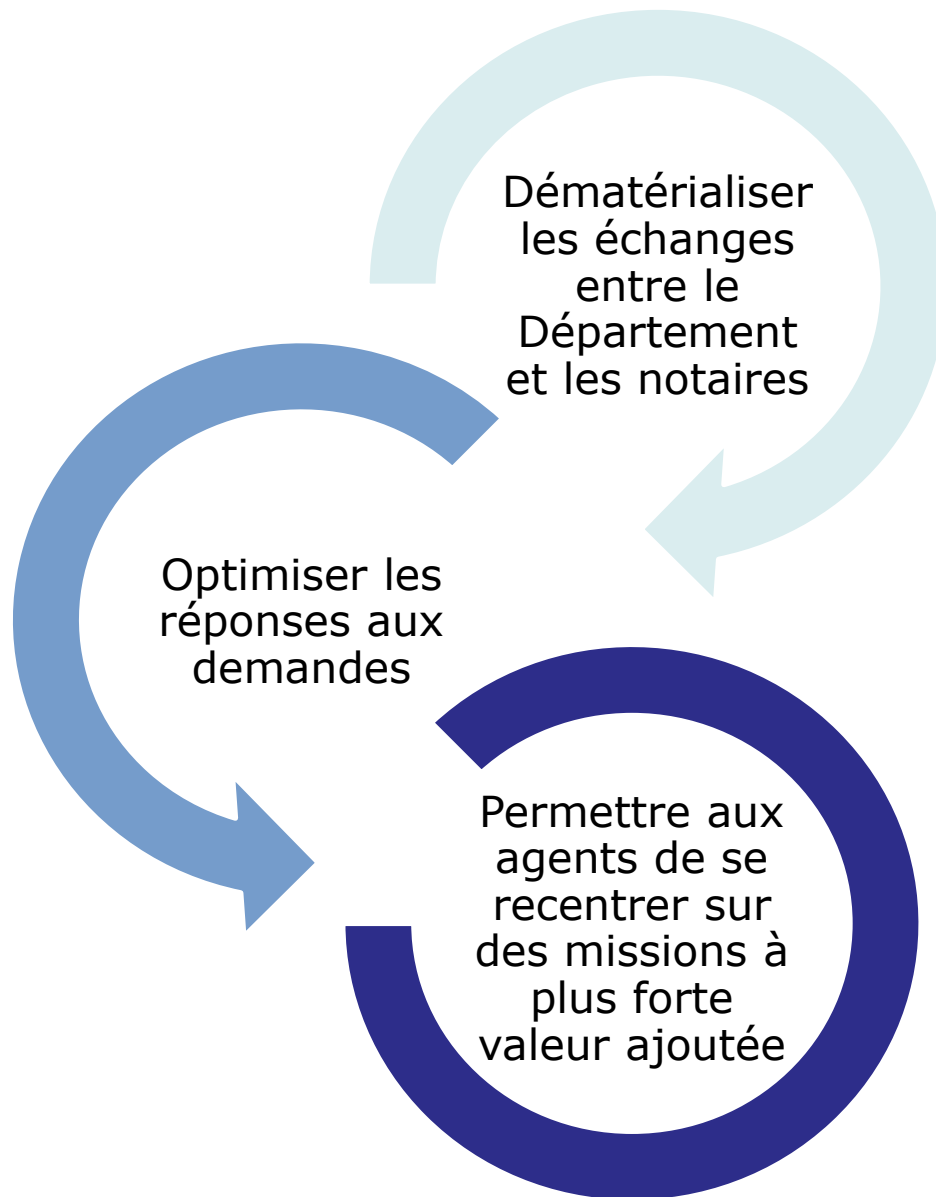 Dématérialiser
les échanges
entre le
Département
et les notaires
Optimiser les
réponses aux
demandes
Permettre aux
agents de se
recentrer sur
des missions à
plus forte
valeur ajoutée